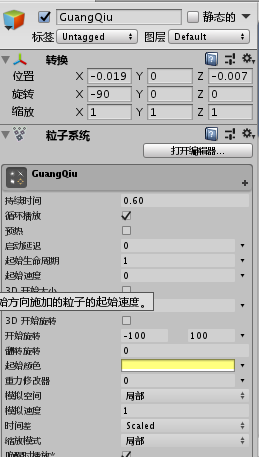 GuangQiu 静态的
标签 Untagged 图层 Default
转换
位置 X -0.019 Y 0 Z -0.007
旋转 X -90 Y 0 Z 0
缩放 X 1 Y 1 Z 1
粒子系统
打开编辑器...
GuangQiu
持续时间 0.60
循环播放
预热
启动延迟 0
起始生命周期 1
起始速度 0
3D 开始大小
始方向施加的粒子的起始速度。
3D 开始旋转
开始旋转 -100 100
翻转旋转 0
起始颜色
重力修改器 0
模拟空间 局部
模拟速度 1
时间差 Scaled
缩放模式 局部
唤醒时播放*